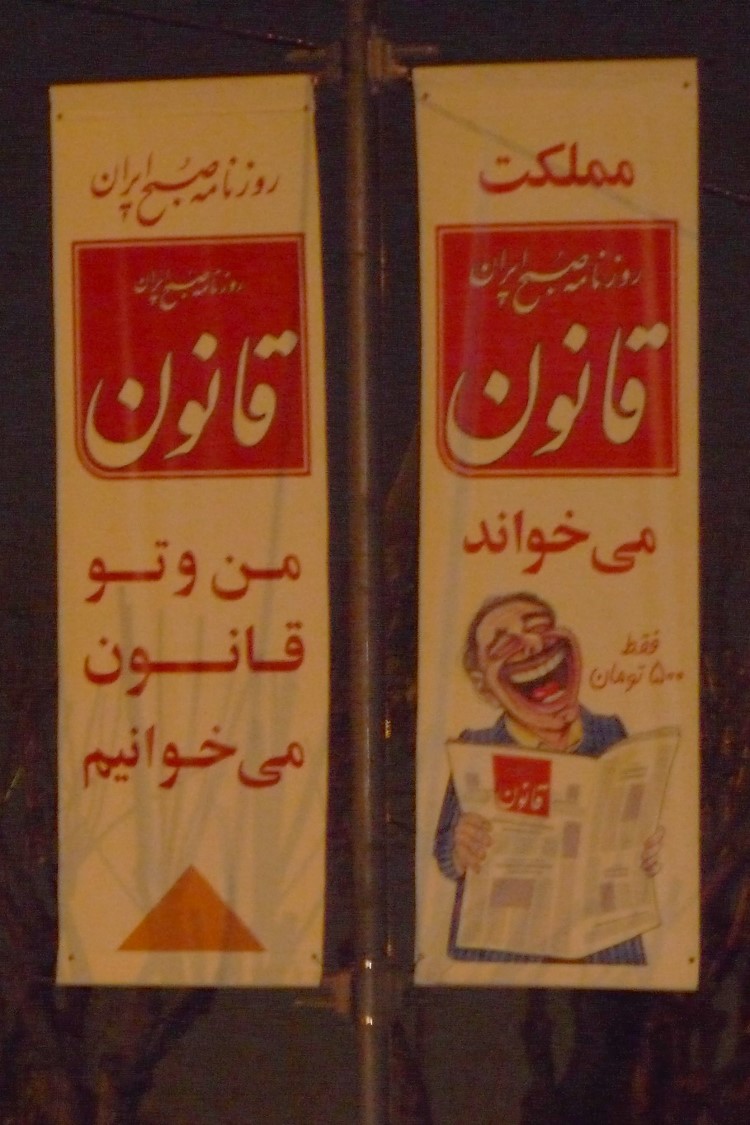 روزنامه صبح ایران
روزنامه صبح ایران
قانون
من و تو
قانون
می‌خوانیم
مملکت
روزنامه صبح ایران
قانون
می‌خواند
فقط
۵۰۰ تومان
قانون